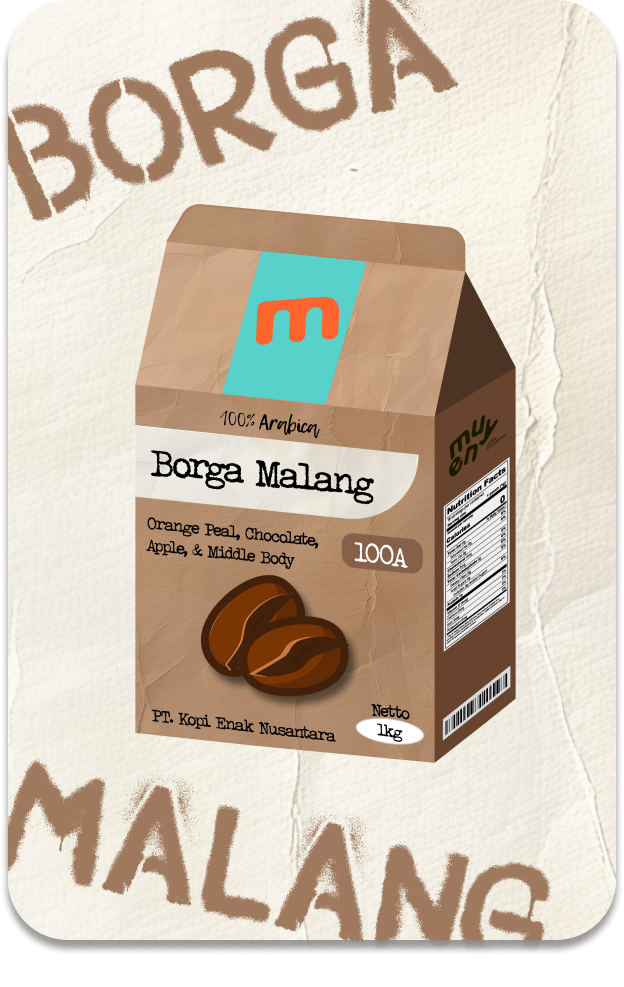 BORGA
m
100% Arabica
Borga Malang
Orange Peal, Chocolate,
Apple, & Middle Body
100A
PT. Kopi Enak Nusantara
Netto
1kg
muy
en
Nutrition Facts
0
Calories
MALANG